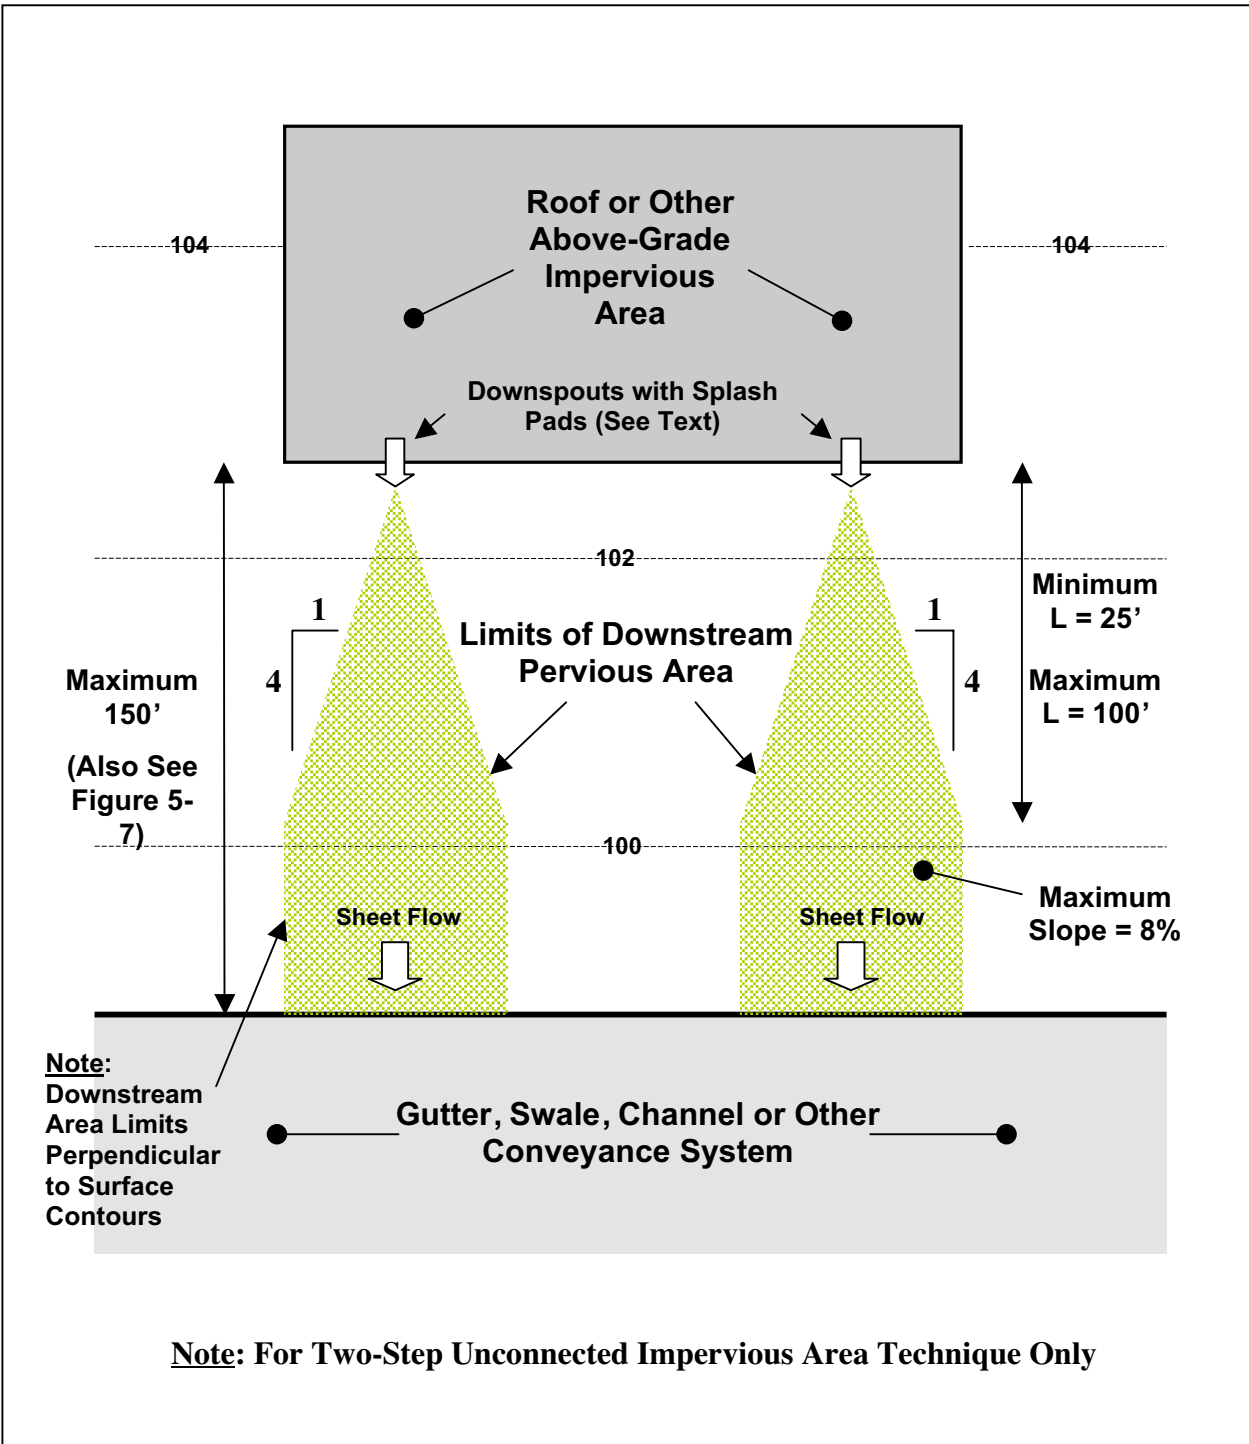 Roof or Other
Above-Grade
Impervious
Area
104
104
Downspouts with Splash
Pads (See Text)
102
Minimum
L = 25’
Maximum
L = 100’
1
4
1
4
Limits of Downstream
Pervious Area
Maximum
150’
(Also See
Figure 5-
7)
100
Maximum
Slope = 8%
Sheet Flow
Sheet Flow
Note:
Downstream
Area Limits
Perpendicular
to Surface
Contours
Gutter, Swale, Channel or Other
Conveyance System
Note: For Two-Step Unconnected Impervious Area Technique Only